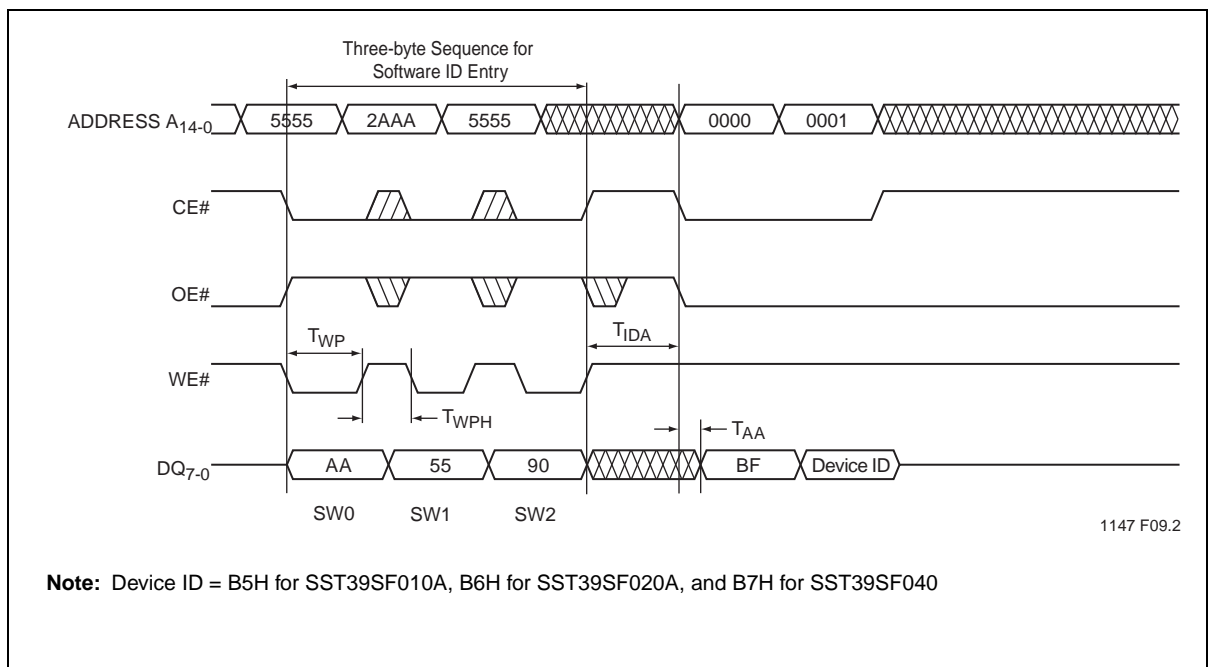 Three-byte Sequence for
Software ID Entry
ADDRESS A14-0
5555 2AAA 5555 0000 0001
CE#
OE#
TWP
TIDA
WE#
TWPH
TAA
DQ7-0
AA 55 90 BF Device ID
SW0 SW1 SW2
1147 F09.2
Note: Device ID = B5H for SST39SF010A, B6H for SST39SF020A, and B7H for SST39SF040